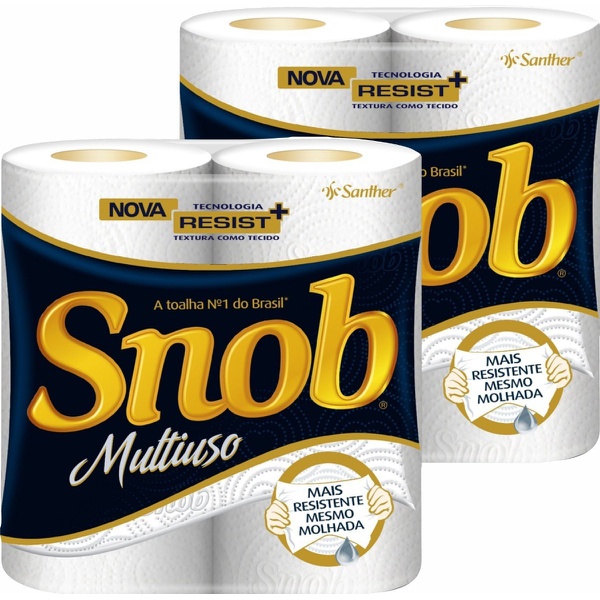 Santher®
NOVA
TECNOLOGIA
RESIST+
TEXTURA COMO TECIDO
do Brasil*
ob®
MAIS
RESISTENTE
MESMO
MOLHADA
Santher®
NOVA
TECNOLOGIA
RESIST+
TEXTURA COMO TECIDO
A toalha Nº1 do Brasil*
Snob®
Multiuso
MAIS
RESISTENTE
MESMO
MOLHADA